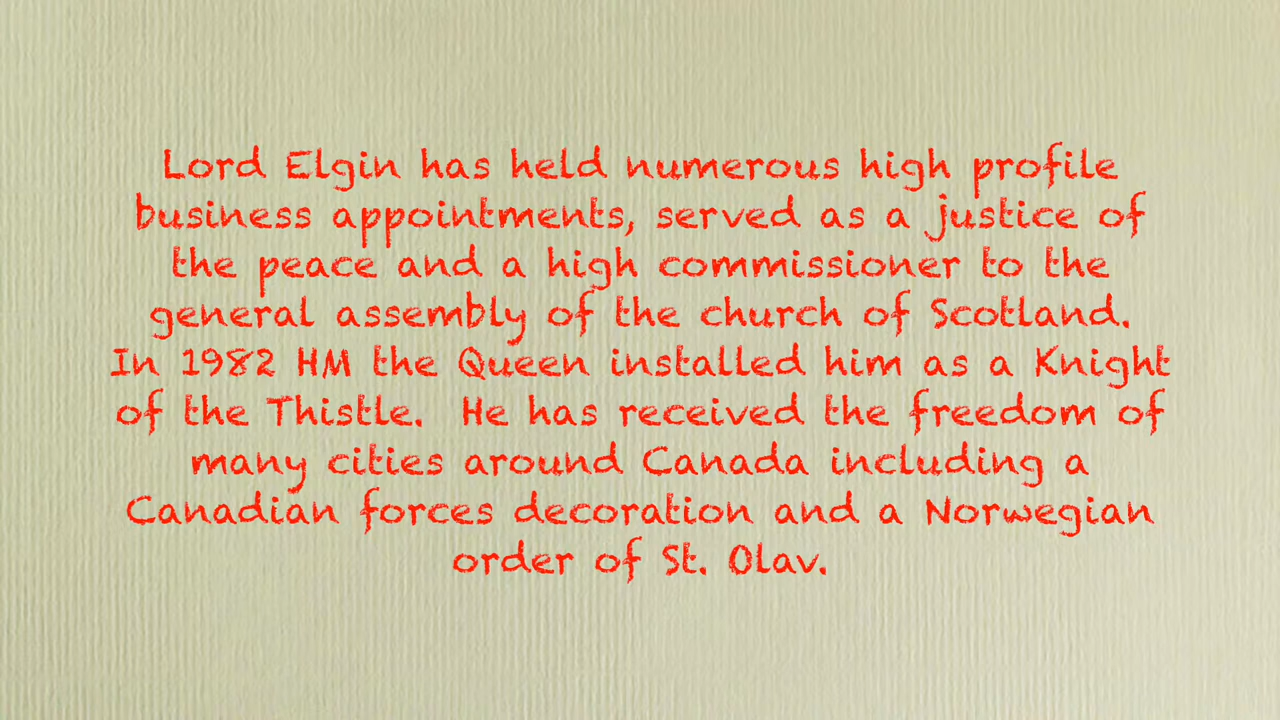 Lord Elgin has held numerous high profile
business appointments, served as a justice of
the peace and a high commissioner to the
general assembly of the church of Scotland.
In 1982 HM the Queen installed him as a Knight
of the Thistle.  He has received the freedom of
many cities around Canada including a
Canadian forces decoration and a Norwegian
order of St. Olav.